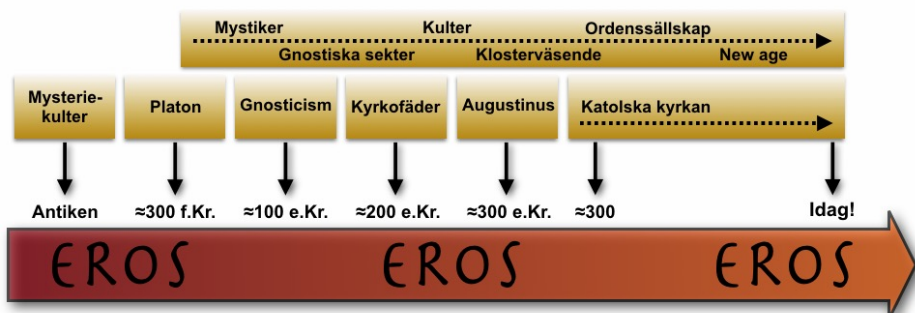 Mystiker Kulter Ordenssällskap
Gnostiska sekter Klosterväsende New age
Mysterie-
kulter
Platon
Gnosticism
Kyrkofäder
Augustinus
Katolska kyrkan
Antiken ≈300 f.Kr. ≈100 e.Kr. ≈200 e.Kr. ≈300 e.Kr. ≈300 Idag!
EROS EROS EROS